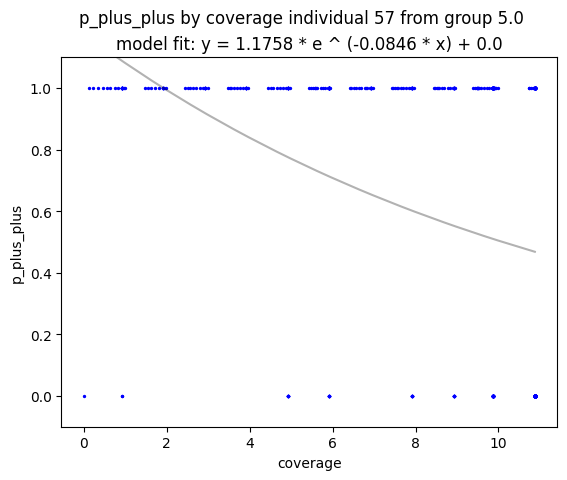 p_plus_plus by coverage individual 57 from group 5.0
model fit: y = 1.1758 * e ^ (-0.0846 * x) + 0.0
1.0
0.8
0.6
0.4
0.2
0.0
p_plus_plus
0 2 4 6 8 10
coverage